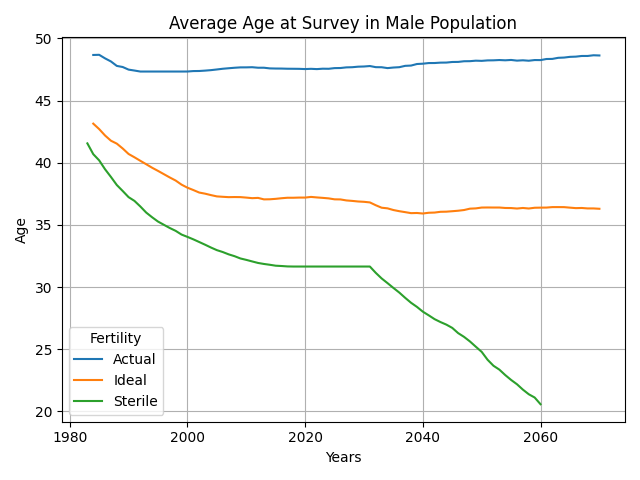 Average Age at Survey in Male Population
50
45
40
35
30
25
20
Age
Fertility
Actual
Ideal
Sterile
1980 2000 2020 2040 2060
Years